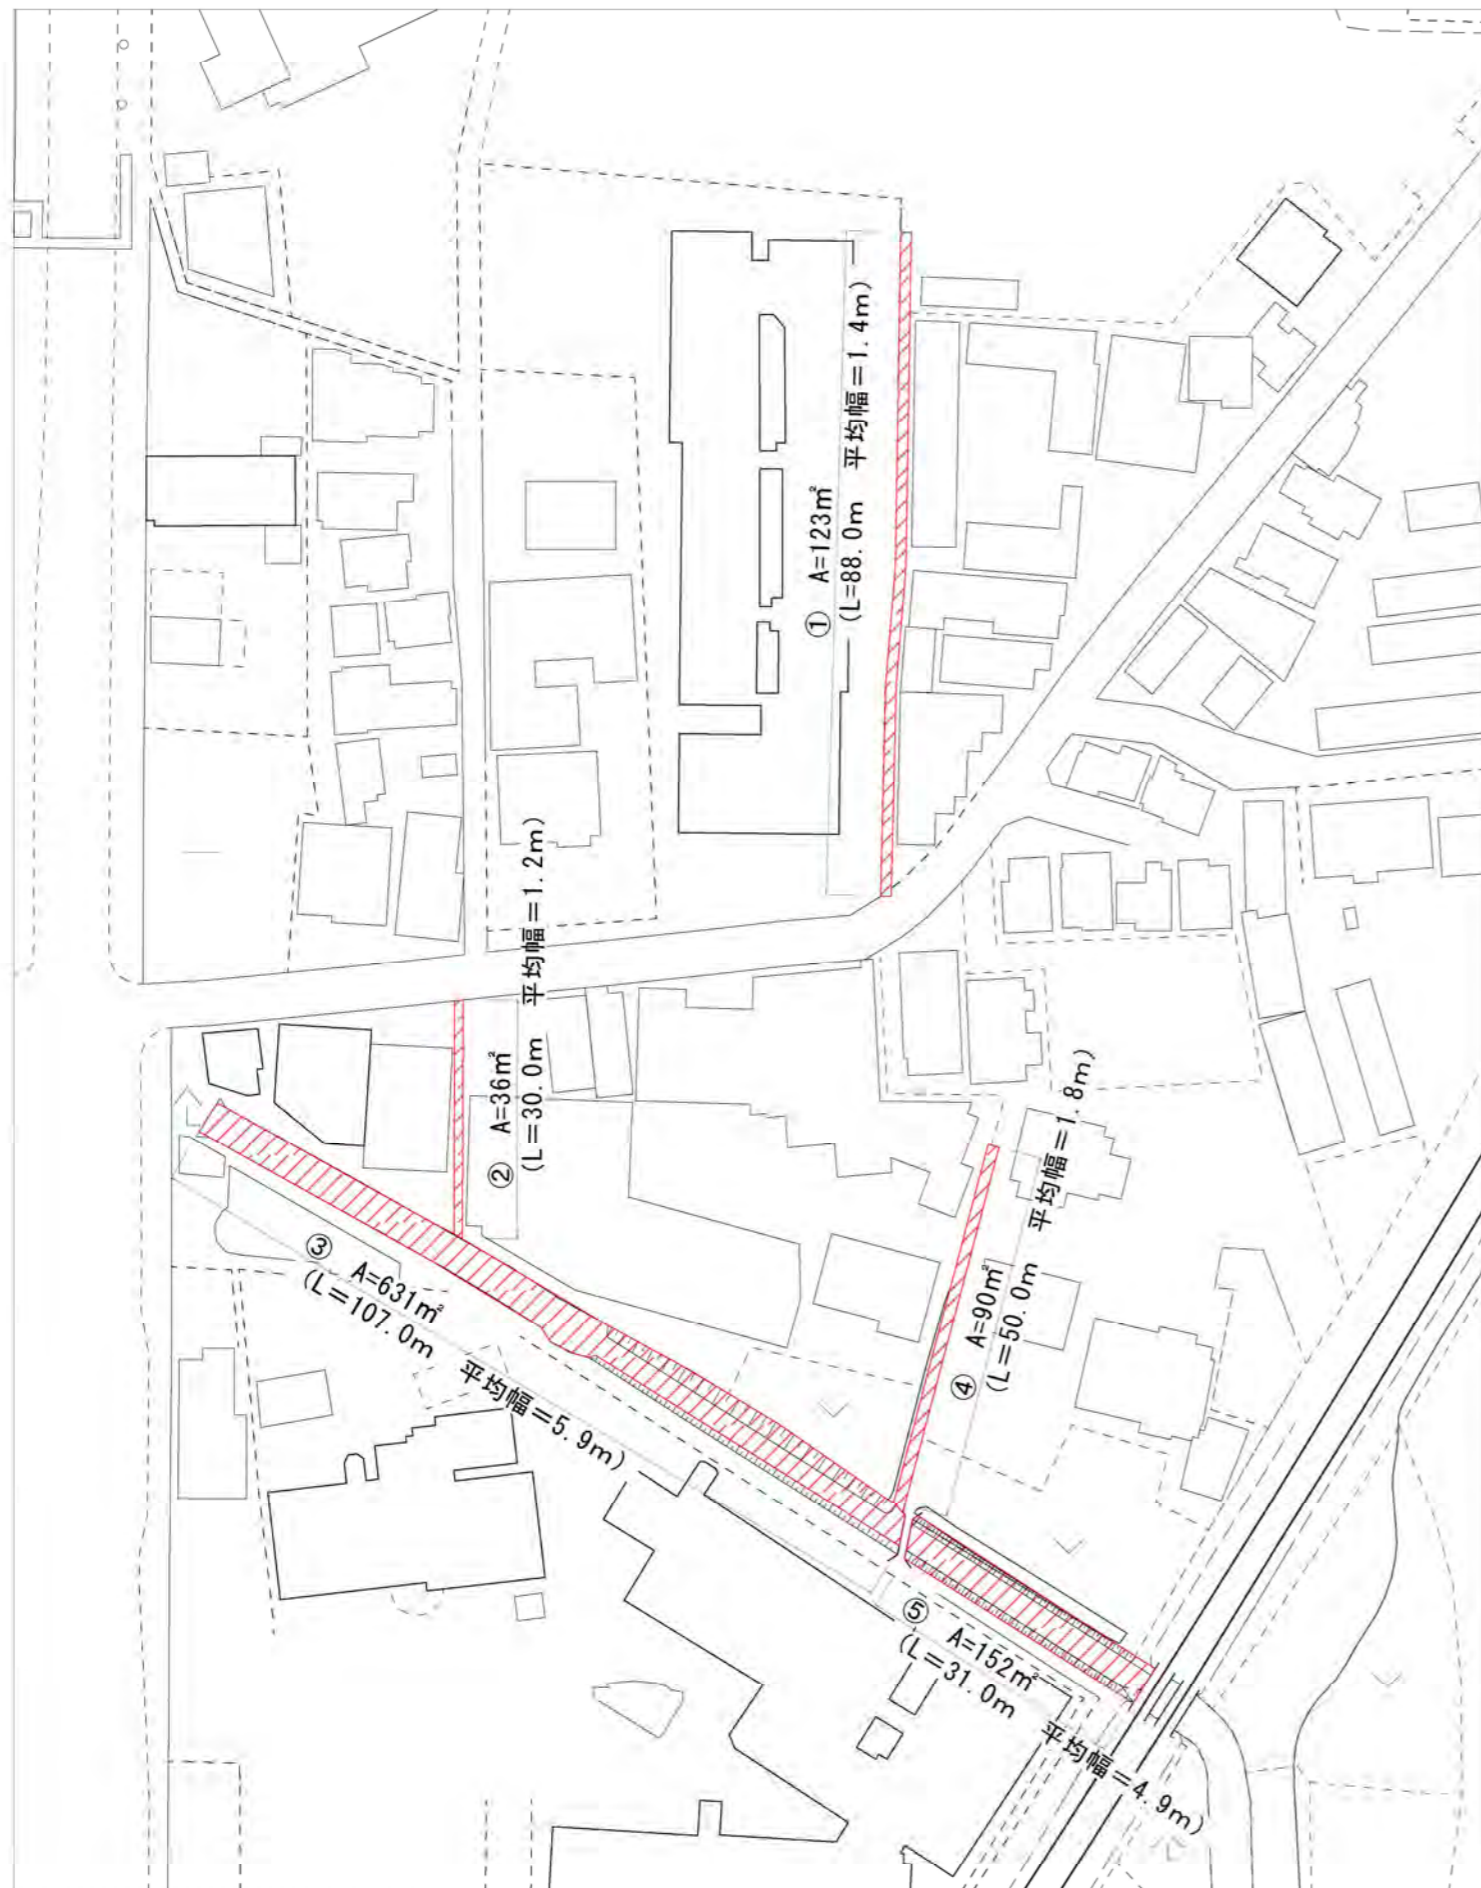 ① A=123㎡
(L=88.0m 平均幅=1.4m)
② A=36㎡
(L=30.0m 平均幅=1.2m)
③ A=631㎡
(L=107.0m 平均幅=5.9m)
④ A=90㎡
(L=50.0m 平均幅=1.8m)
⑤ A=152㎡
(L=31.0m 平均幅=4.9m)